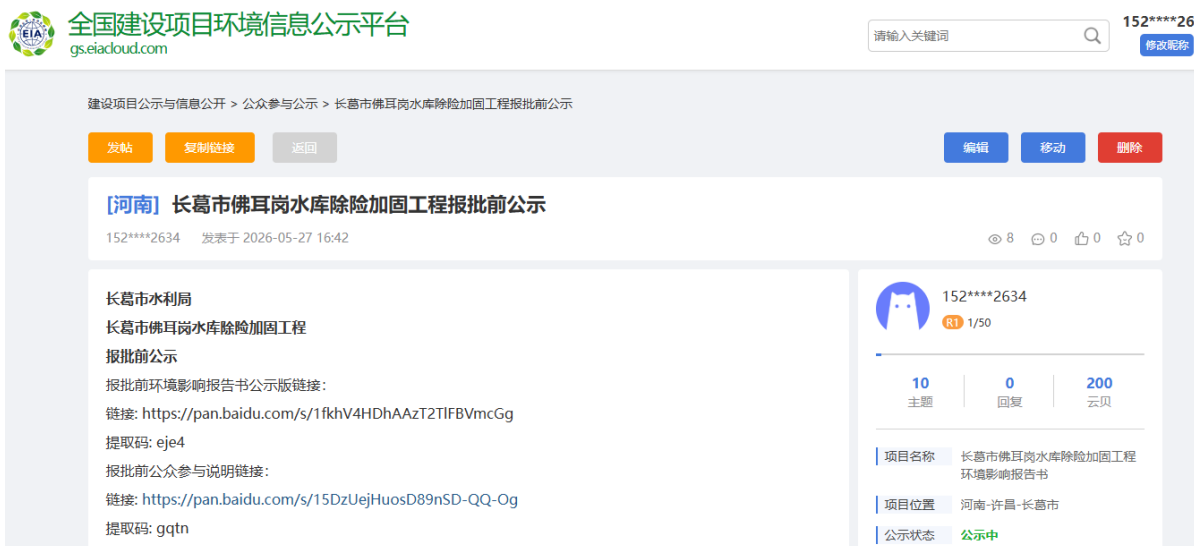 全国建设项目环境信息公示平台
gs.eiacloud.com
EIA
请输入关键词
152****26
修改昵称
建设项目公示与信息公开 > 公众参与公示 > 长葛市佛耳岗水库除险加固工程报批前公示
发帖 复制链接 返回 编辑 移动 删除
[河南] 长葛市佛耳岗水库除险加固工程报批前公示
152****2634 发表于 2026-05-27 16:42 8 0 0 0
长葛市水利局
长葛市佛耳岗水库除险加固工程
报批前公示
报批前环境影响报告书公示版链接：
链接: https://pan.baidu.com/s/1fkhV4HDhAAzT2TlFBVmcGg
提取码: eje4
报批前公众参与说明链接：
链接: https://pan.baidu.com/s/15DzUejHuosD89nSD-QQ-Og
提取码: gqtn
152****2634
R1 1/50
10 0 200
主题 回复 云贝
项目名称 长葛市佛耳岗水库除险加固工程
环境影响报告书
项目位置 河南-许昌-长葛市
公示状态 公示中